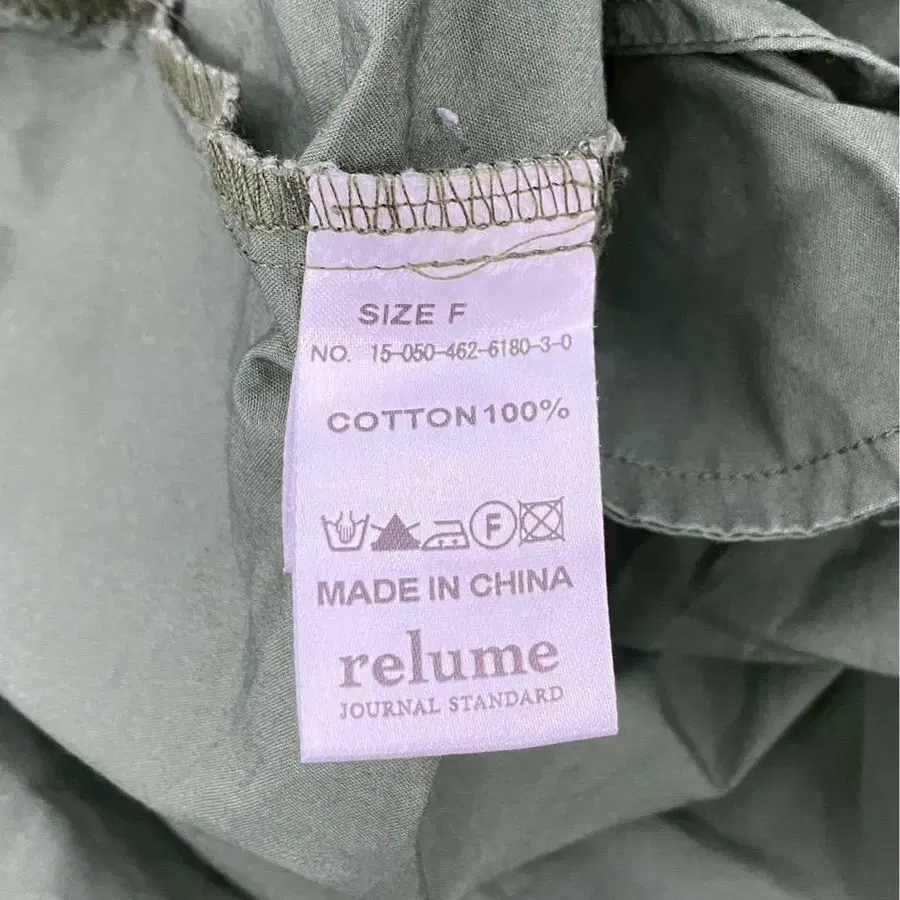 SIZE F
NO. 15-050-462-6180-3-0
COTTON 100%
F
MADE IN CHINA
relume
JOURNAL STANDARD